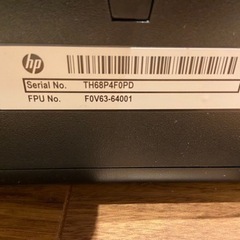 hp
Serial No. TH68P4F0PD
FPU No. F0V63-64001